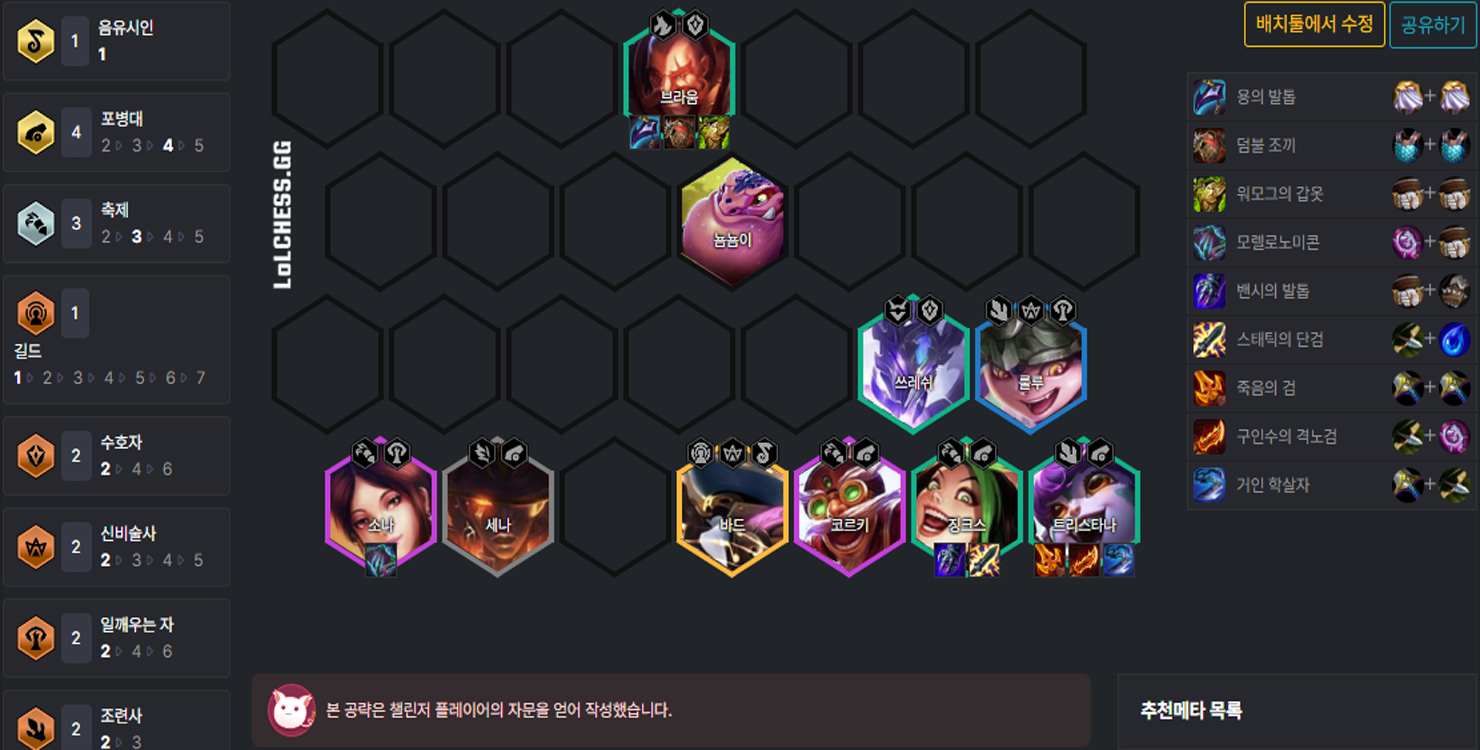 1 음유시인
1
4 포병대
2 3 4 5
3 축제
2 3 4 5
1
길드
1 2 3 4 5 6 7
2 수호자
2 4 6
2 신비술사
2 3 4 5
2 일깨우는 자
2 4 6
2 조련사
2 3
LoLCHESS.GG
브라움
뇸뇸이
쓰레쉬
룰루
소나
세나
바드
코르키
징크스
트리스타나
본 공략은 챌린저 플레이어의 자문을 얻어 작성했습니다.
배치툴에서 수정
공유하기
용의 발톱 +
덤불 조끼 +
워모그의 갑옷 +
모렐로노미콘 +
밴시의 발톱 +
스태틱의 단검 +
죽음의 검 +
구인수의 격노검 +
거인 학살자 +
추천메타 목록